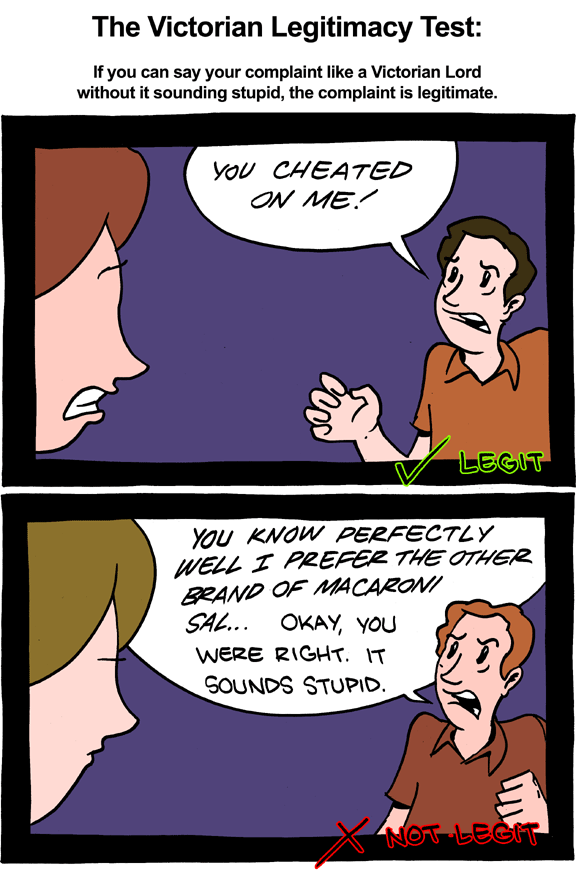 The Victorian Legitimacy Test:
If you can say your complaint like a Victorian Lord
without it sounding stupid, the complaint is legitimate.
YOU CHEATED
ON ME!
LEGIT
YOU KNOW PERFECTLY
WELL I PREFER THE OTHER
BRAND OF MACARONI
SAL... OKAY, YOU
WERE RIGHT. IT
SOUNDS STUPID.
NOT LEGIT